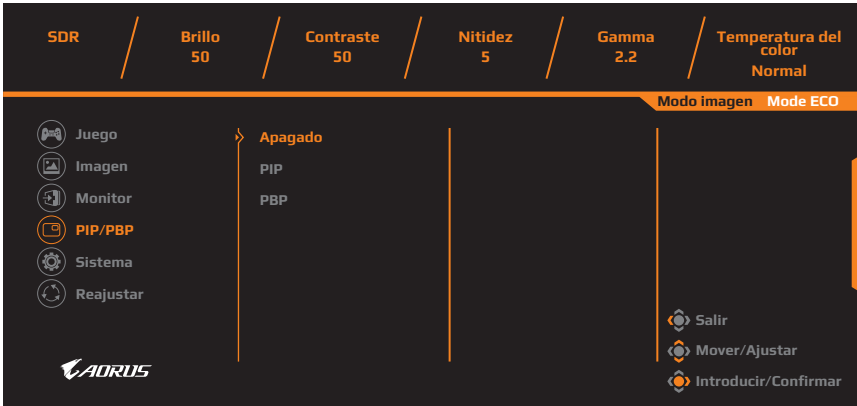 SDR
Brillo
50
Contraste
50
Nitidez
5
Gamma
2.2
Temperatura del
color
Normal
Modo imagen Mode ECO
Juego
Imagen
Monitor
PIP/PBP
Sistema
Reajustar
Apagado
PIP
PBP
Salir
Mover/Ajustar
Introducir/Confirmar
AORUS